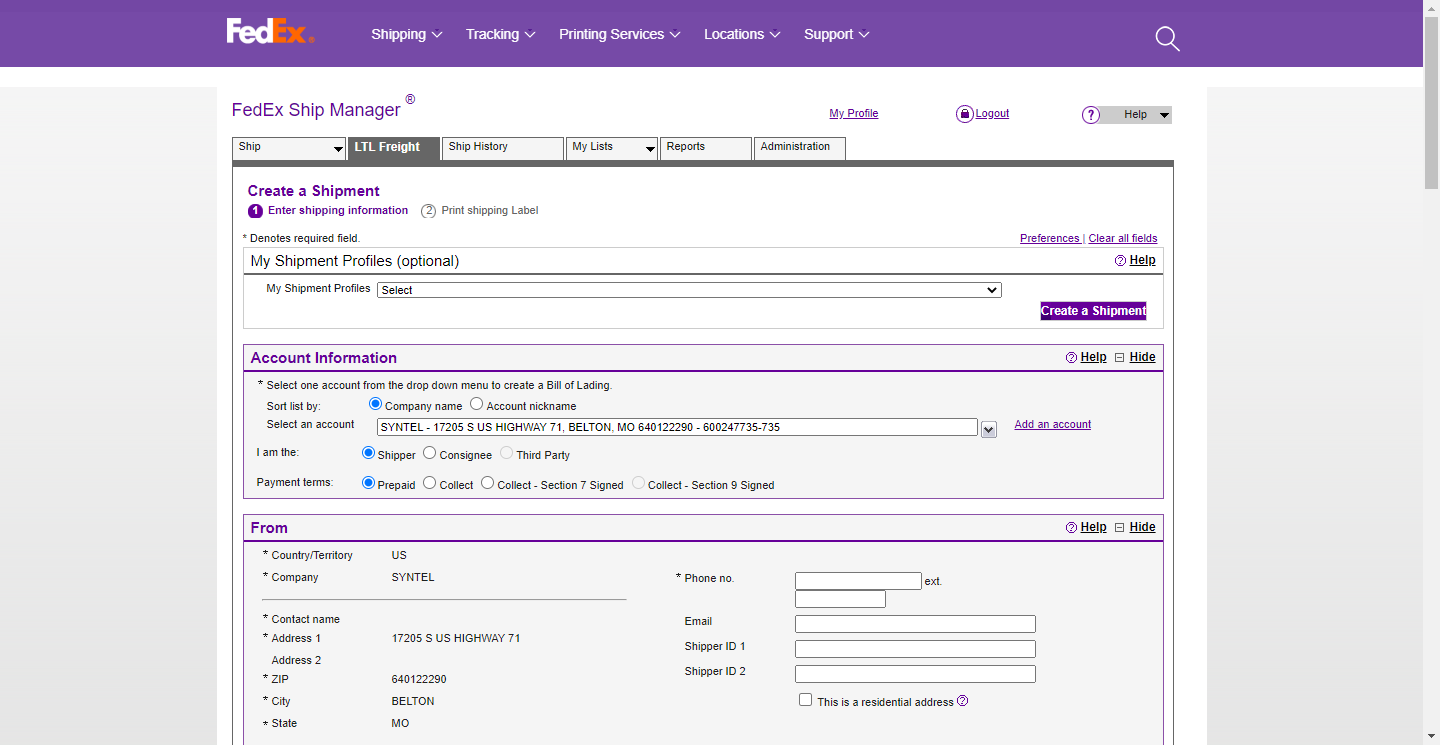 FedEx®
Shipping Tracking Printing Services Locations Support
FedEx Ship Manager ®
My Profile Logout ? Help
Ship LTL Freight Ship History My Lists Reports Administration
Create a Shipment
1 Enter shipping information 2 Print shipping Label
* Denotes required field. Preferences | Clear all fields
My Shipment Profiles (optional) ? Help
My Shipment Profiles Select
Create a Shipment
Account Information ? Help Hide
* Select one account from the drop down menu to create a Bill of Lading.
Sort list by: Company name Account nickname
Select an account SYNTEL - 17205 S US HIGHWAY 71, BELTON, MO 640122290 - 600247735-735 Add an account
I am the: Shipper Consignee Third Party
Payment terms: Prepaid Collect Collect - Section 7 Signed Collect - Section 9 Signed
From ? Help Hide
* Country/Territory US
* Company SYNTEL
* Phone no. ext.
* Contact name
Email
* Address 1 17205 S US HIGHWAY 71
Shipper ID 1
Address 2
Shipper ID 2
* ZIP 640122290
* City BELTON
This is a residential address ?
* State MO